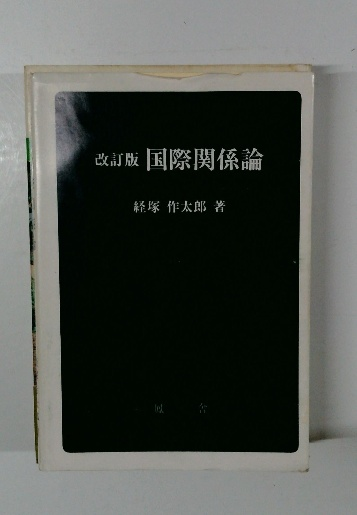 改訂版 国際関係論
経塚 作太郎 著